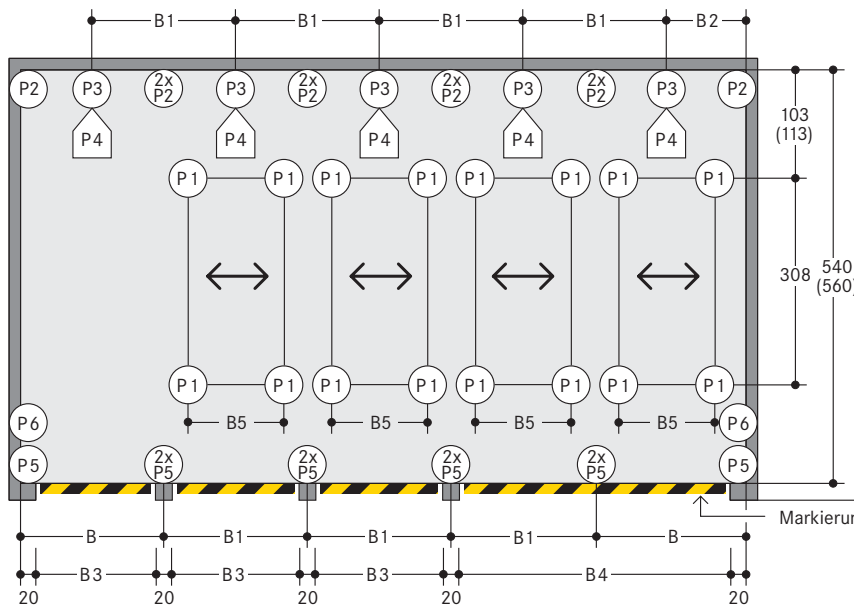 B1 B1 B1 B1 B2
P2 P3 2x P2 P3 2x P2 P3 2x P2 P3 2x P2 P3 P2
P4 P4 P4 P4 P4
103
(113)
P1 P1 P1 P1 P1 P1 P1 P1
308
540
(560)
P1 P1 P1 P1 P1 P1 P1 P1
P6 B5 B5 B5 B5 P6
P5 2x P5 2x P5 2x P5 2x P5 P5
Markierun
B B1 B1 B1 B
B3 B3 B3 B4
20 20 20 20 20